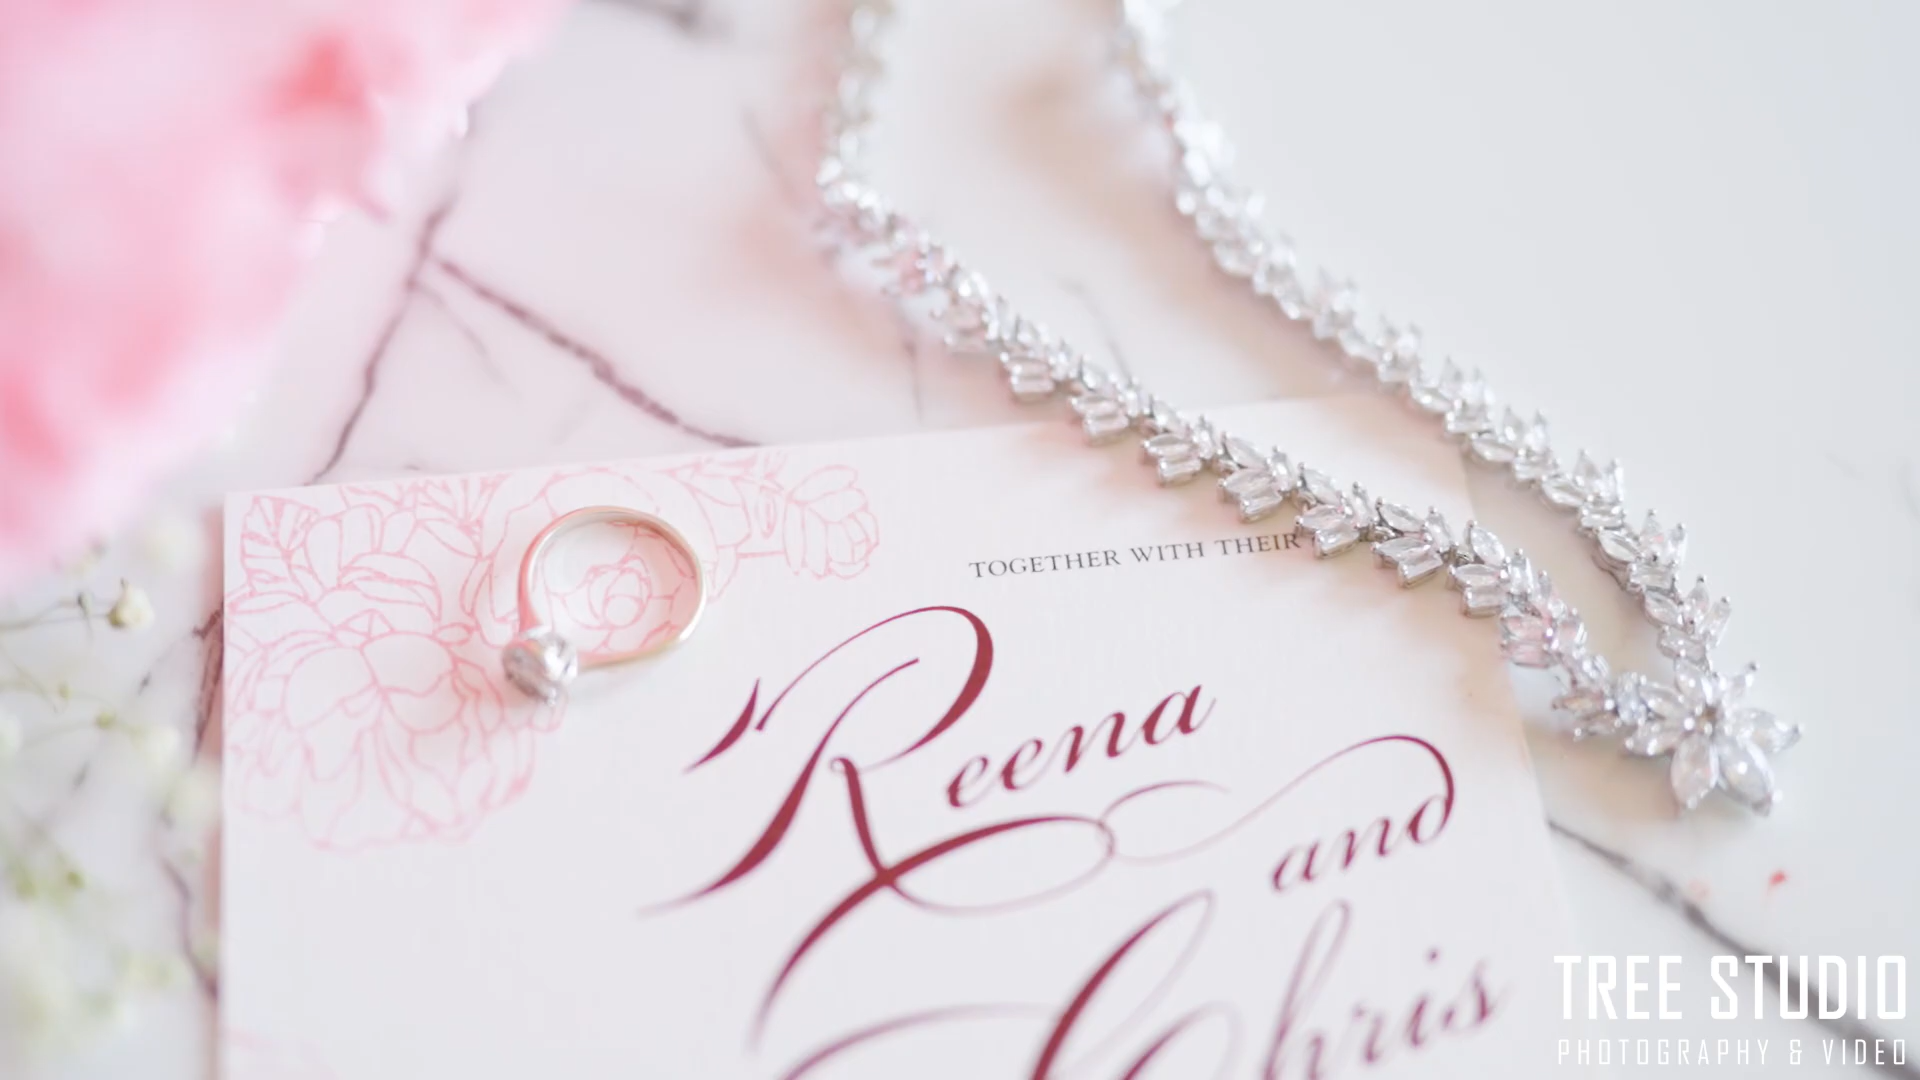 TOGETHER WITH THEIR
Reena
and
Chris
TREE STUDIO
PHOTOGRAPHY & VIDEO